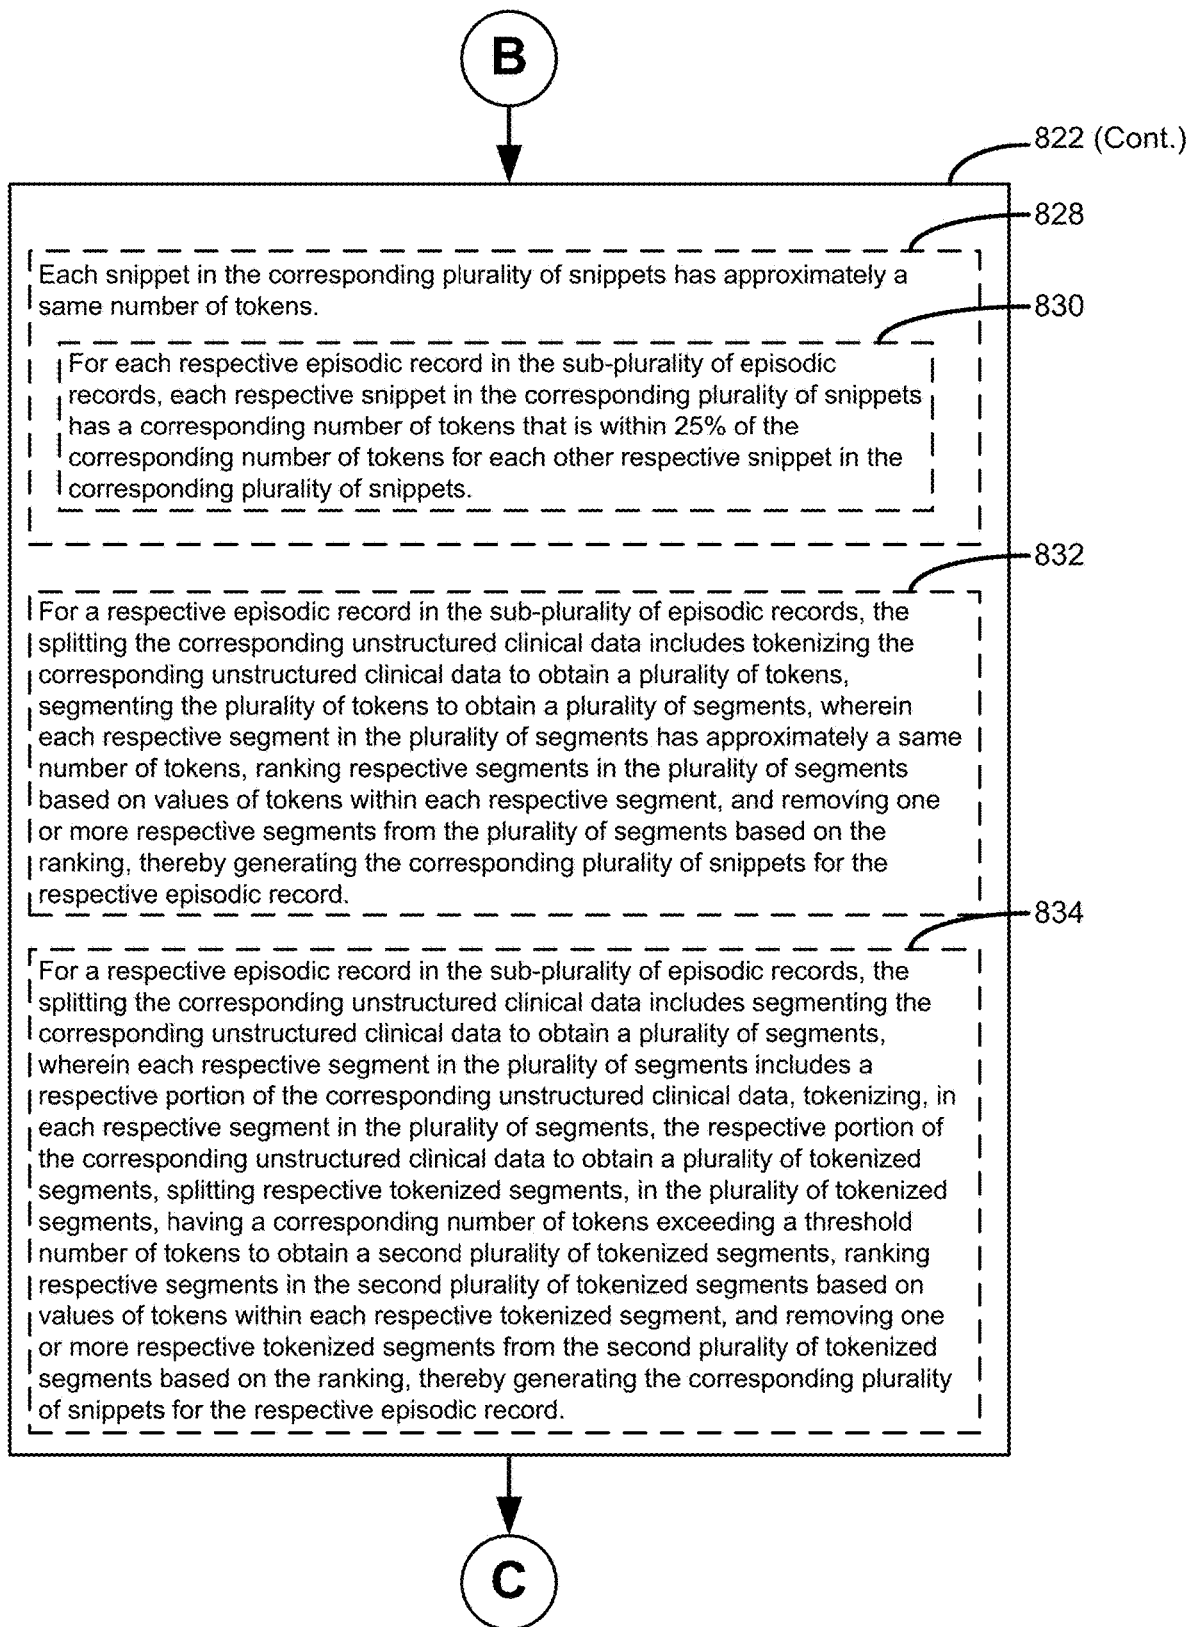 B
822 (Cont.)
828
Each snippet in the corresponding plurality of snippets has approximately a
same number of tokens.
830
For each respective episodic record in the sub-plurality of episodic
records, each respective snippet in the corresponding plurality of snippets
has a corresponding number of tokens that is within 25% of the
corresponding number of tokens for each other respective snippet in the
corresponding plurality of snippets.
832
For a respective episodic record in the sub-plurality of episodic records, the
splitting the corresponding unstructured clinical data includes tokenizing the
corresponding unstructured clinical data to obtain a plurality of tokens,
segmenting the plurality of tokens to obtain a plurality of segments, wherein
each respective segment in the plurality of segments has approximately a same
number of tokens, ranking respective segments in the plurality of segments
based on values of tokens within each respective segment, and removing one
or more respective segments from the plurality of segments based on the
ranking, thereby generating the corresponding plurality of snippets for the
respective episodic record.
834
For a respective episodic record in the sub-plurality of episodic records, the
splitting the corresponding unstructured clinical data includes segmenting the
corresponding unstructured clinical data to obtain a plurality of segments,
wherein each respective segment in the plurality of segments includes a
respective portion of the corresponding unstructured clinical data, tokenizing, in
each respective segment in the plurality of segments, the respective portion of
the corresponding unstructured clinical data to obtain a plurality of tokenized
segments, splitting respective tokenized segments, in the plurality of tokenized
segments, having a corresponding number of tokens exceeding a threshold
number of tokens to obtain a second plurality of tokenized segments, ranking
respective segments in the second plurality of tokenized segments based on
values of tokens within each respective tokenized segment, and removing one
or more respective tokenized segments from the second plurality of tokenized
segments based on the ranking, thereby generating the corresponding plurality
of snippets for the respective episodic record.
C